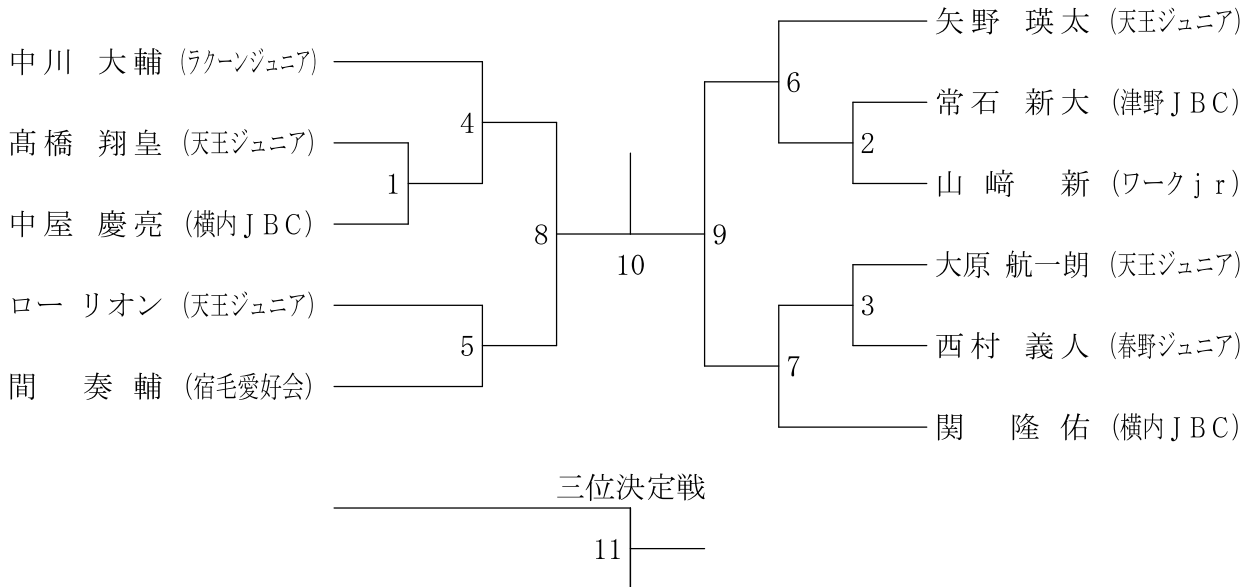 中川 大輔 (ラクーンジュニア)
髙橋 翔皇 (天王ジュニア)
中屋 慶亮 (横内ＪＢＣ)
ロー リオン (天王ジュニア)
間 奏輔 (宿毛愛好会)
1
4
5
8
10
9
6
2
3
7
矢野 瑛太 (天王ジュニア)
常石 新大 (津野ＪＢＣ)
山﨑 新 (ワークｊｒ)
大原 航一朗 (天王ジュニア)
西村 義人 (春野ジュニア)
関 隆佑 (横内ＪＢＣ)
三位決定戦
11